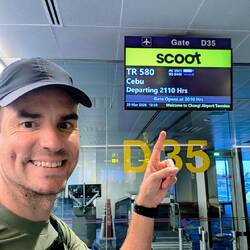 Gate D35
scoot
TR 580
Cebu
Departing 2110 Hrs
Gate Opens at 2010 Hrs
Welcome to Changi Airport Terminal
D35
scoot